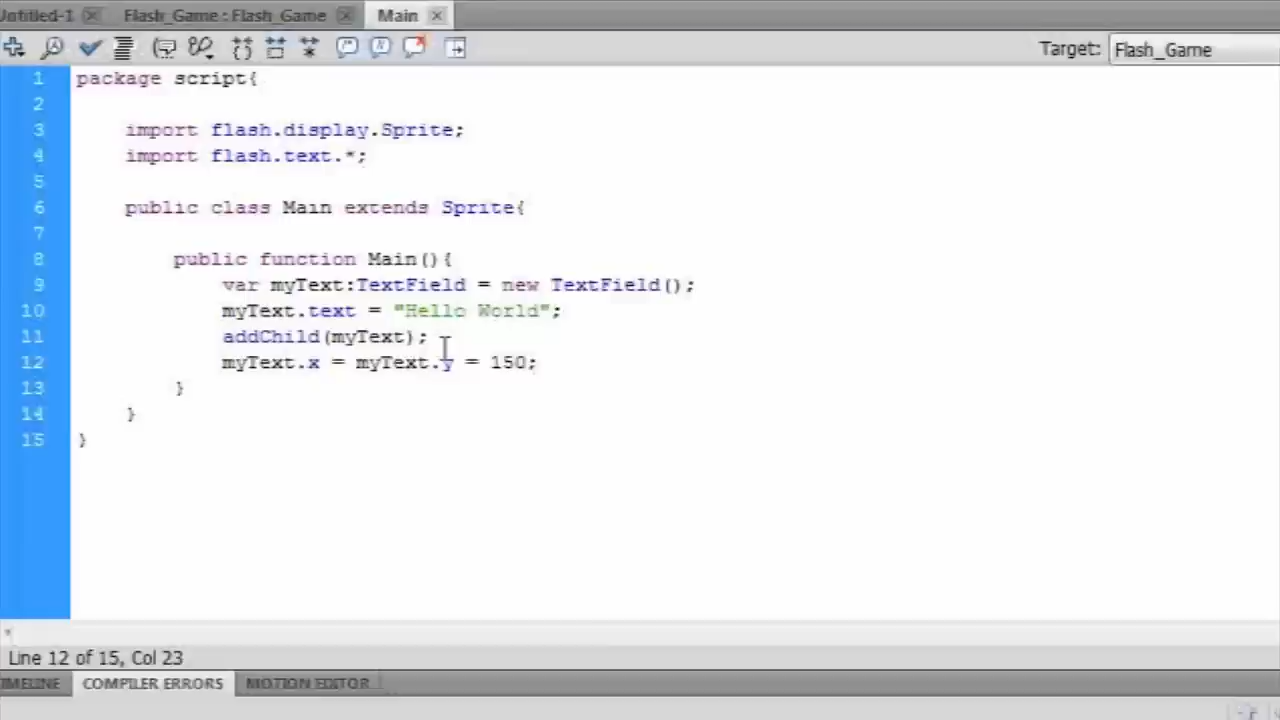 Untitled-1 Flash_Game : Flash_Game Main
Target: Flash_Game
1 package script{
2
3 import flash.display.Sprite;
4 import flash.text.*;
5
6 public class Main extends Sprite{
7
8 public function Main(){
9 var myText:TextField = new TextField();
10 myText.text = "Hello World";
11 addChild(myText);
12 myText.x = myText.y = 150;
13 }
14 }
15 }
Line 12 of 15, Col 23
TIMELINE COMPILER ERRORS MOTION EDITOR